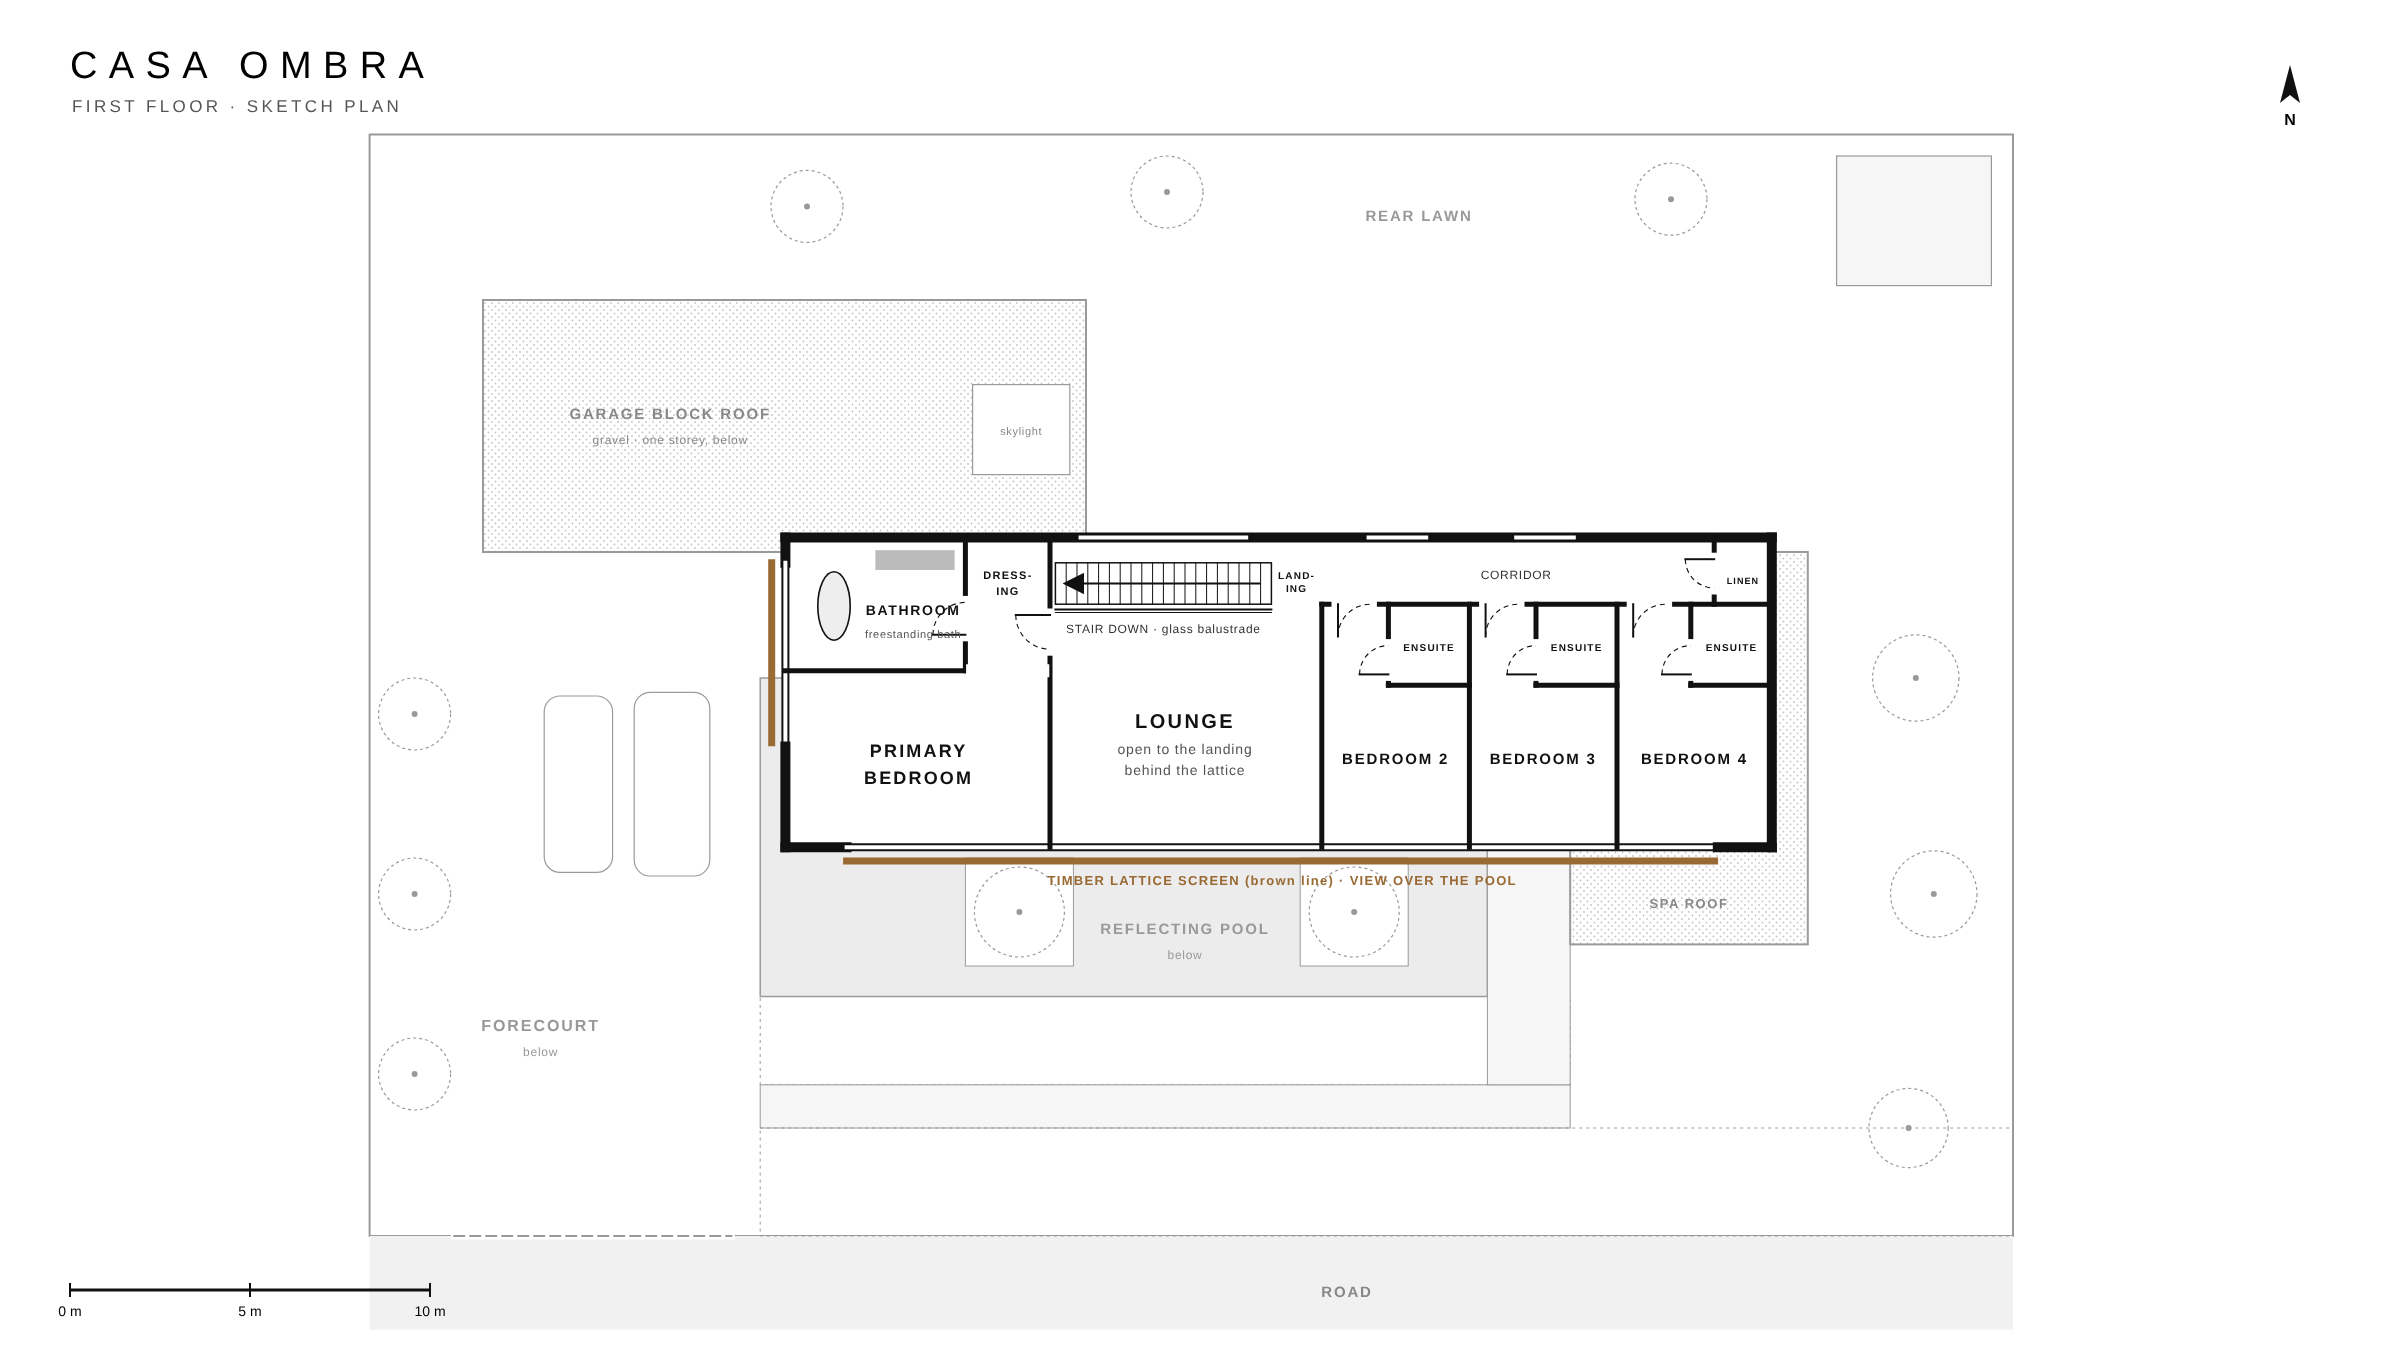 CASA OMBRA
FIRST FLOOR · SKETCH PLAN
N
REAR LAWN
GARAGE BLOCK ROOF
gravel · one storey, below
skylight
DRESS-
ING
LAND-
ING
CORRIDOR
LINEN
BATHROOM
freestanding bath
STAIR DOWN · glass balustrade
ENSUITE
ENSUITE
ENSUITE
PRIMARY
BEDROOM
LOUNGE
open to the landing
behind the lattice
BEDROOM 2
BEDROOM 3
BEDROOM 4
TIMBER LATTICE SCREEN (brown line) · VIEW OVER THE POOL
REFLECTING POOL
below
SPA ROOF
FORECOURT
below
ROAD
0 m
5 m
10 m